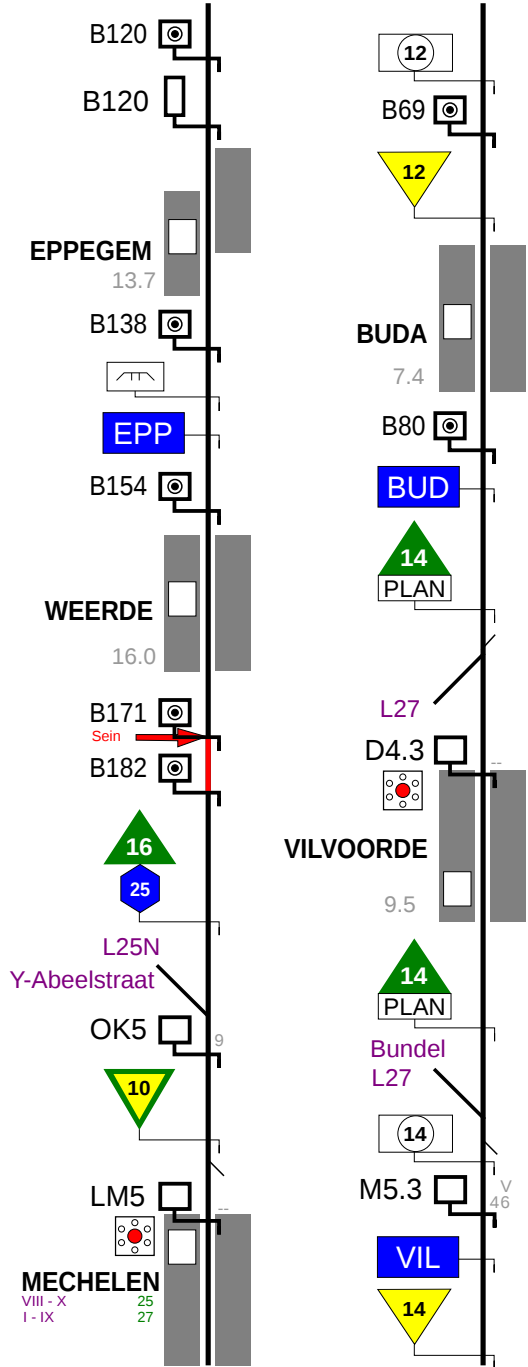 B120
B120
EPPEGEM
13.7
B138
EPP
B154
WEERDE
16.0
B171
Sein
B182
16
25
L25N
Y-Abeelstraat
OK5
9
10
LM5
--
MECHELEN
VIII - X 25
I - IX 27
12
B69
12
BUDA
7.4
B80
BUD
14
PLAN
L27
D4.3
--
VILVOORDE
9.5
14
PLAN
Bundel
L27
14
M5.3
V
46
VIL
14